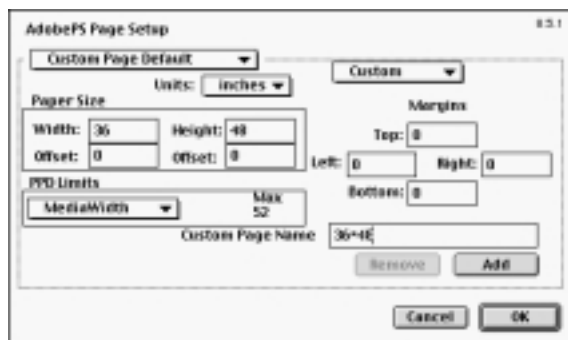 AdobePS Page Setup
8.5.1
Custom Page Default
Units: inches
Custom
Paper Size
Margins
Width: 36 Height: 48
Top: 0
Offset: 0 Offset: 0
Left: 0 Right: 0
PPD Limits
Bottom: 0
MediaWidth
Max
52
Custom Page Name 36*48
Remove Add
Cancel OK